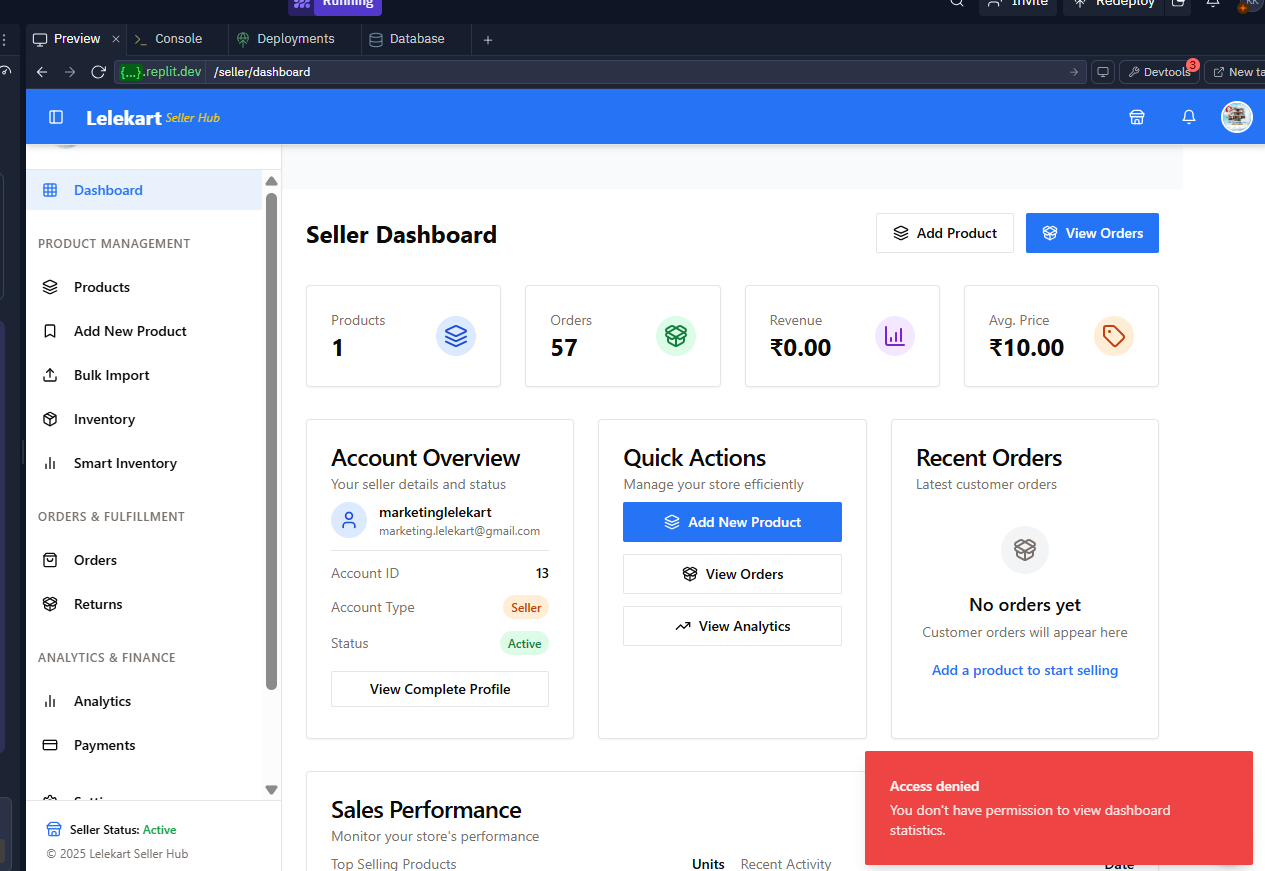 Running
Invite
Redeploy
KK
Preview
Console
Deployments
Database
{...}.replit.dev
/seller/dashboard
Devtools
3
New ta
Lelekart Seller Hub
Dashboard
PRODUCT MANAGEMENT
Products
Add New Product
Bulk Import
Inventory
Smart Inventory
ORDERS & FULFILLMENT
Orders
Returns
ANALYTICS & FINANCE
Analytics
Payments
Seller Status: Active
© 2025 Lelekart Seller Hub
Seller Dashboard
Add Product
View Orders
Products
1
Orders
57
Revenue
₹0.00
Avg. Price
₹10.00
Account Overview
Your seller details and status
marketinglelekart
marketing.lelekart@gmail.com
Account ID 13
Account Type Seller
Status Active
View Complete Profile
Quick Actions
Manage your store efficiently
Add New Product
View Orders
View Analytics
Recent Orders
Latest customer orders
No orders yet
Customer orders will appear here
Add a product to start selling
Sales Performance
Monitor your store's performance
Top Selling Products Units Recent Activity Date
Access denied
You don't have permission to view dashboard
statistics.